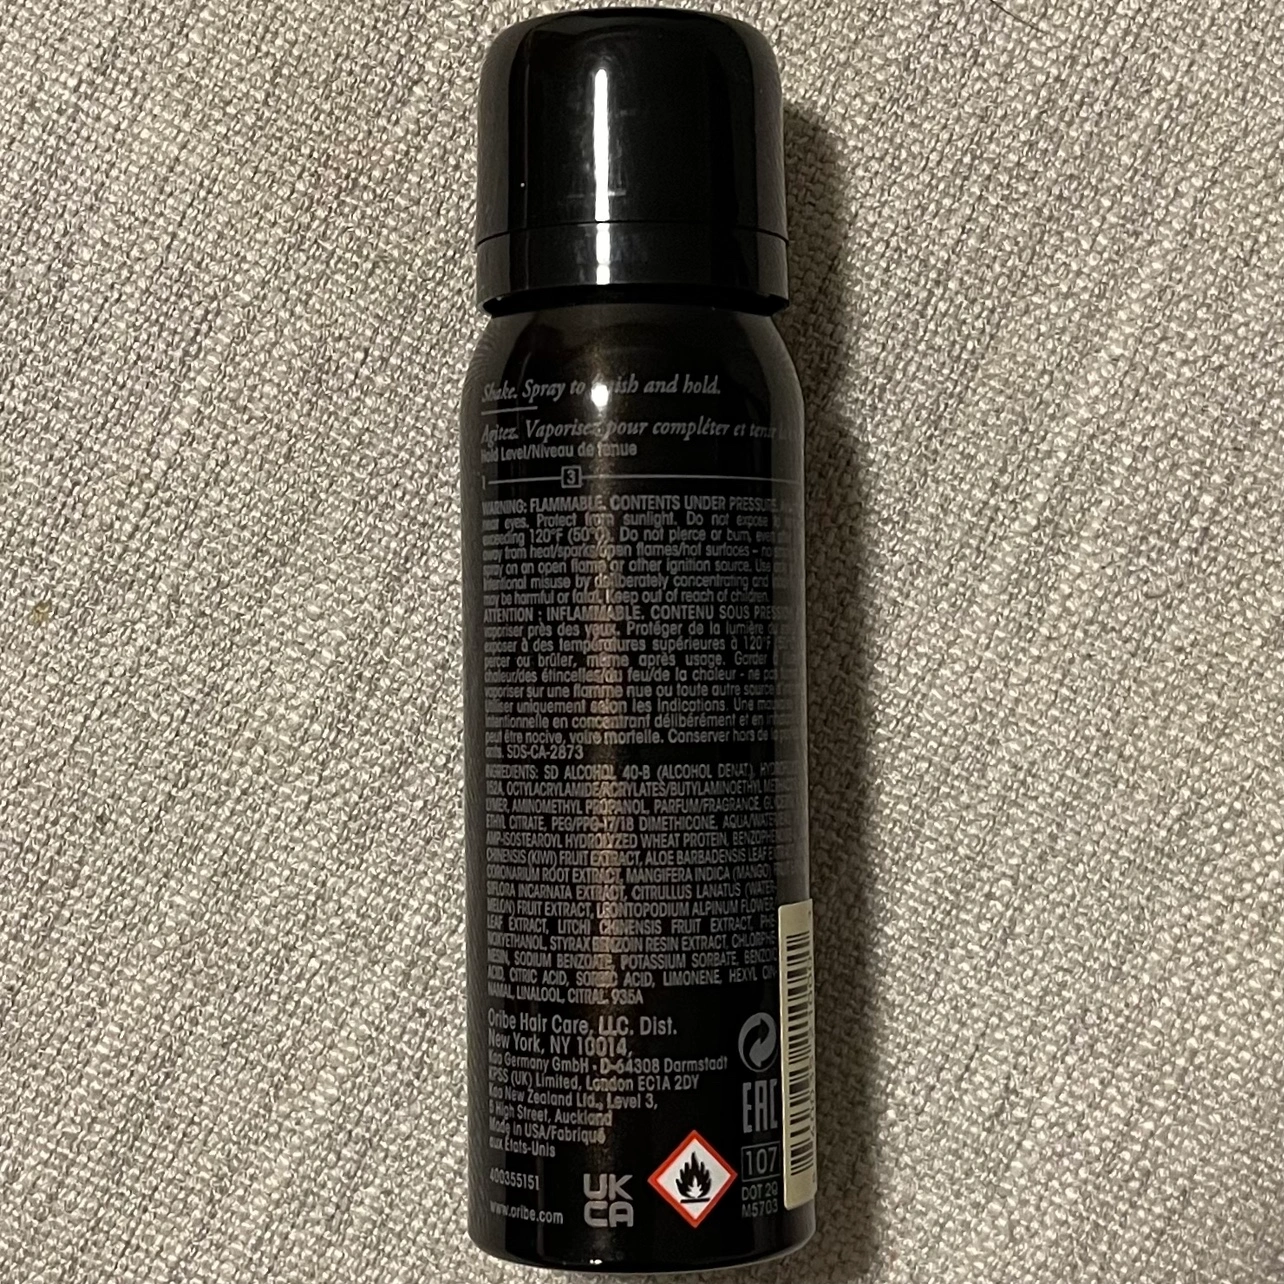 Shake. Spray to and hold.
Agitez. Vaporisez pour compléter et tenir
Hold Level/Niveau de tenue
1 3
WARNING: FLAMMABLE. CONTENTS UNDER PRESSURE.
near eyes. Protect from sunlight. Do not expose to
exceeding 120°F (50°C). Do not pierce or burn, even
away from heat/sparks/open flames/hot surfaces - no
spray on an open flame or other ignition source. Use
Intentional misuse by deliberately concentrating and
may be harmful or fatal. Keep out of reach of children.
ATTENTION : INFLAMMABLE. CONTENU SOUS PRESSION
vaporiser près des yeux. Protéger de la lumière
exposer à des températures supérieures à 120°F
percer ou brûler, même après usage. Garder à
chaleur/des étincelles/du feu/de la chaleur - ne pas
vaporiser sur une flamme nue ou toute autre source
Utiliser uniquement selon les indications. Une
intentionnelle en concentrant délibérément et en
peut être nocive, voire mortelle. Conserver hors de la
SDS-CA-2873
INGREDIENTS: SD ALCOHOL 40-B (ALCOHOL DENAT.),
OCTYLACRYLAMIDE/ACRYLATES/BUTYLAMINOETHYL
AMINOMETHYL PROPANOL, PARFUM/FRAGRANCE,
ETHYL CITRATE, PEG/PPG-17/18 DIMETHICONE, AQUA/WATER
AMP-ISOSTEAROYL HYDROLYZED WHEAT PROTEIN,
CHINENSIS (KIWI) FRUIT EXTRACT, ALOE BARBADENSIS LEAF
CORONARIUM ROOT EXTRACT, MANGIFERA INDICA (MANGO)
SIFLORA INCARNATA EXTRACT, CITRULLUS LANATUS (WATER-
MELON) FRUIT EXTRACT, LEONTOPODIUM ALPINUM FLOWER
LEAF EXTRACT, LITCHI CHINENSIS FRUIT EXTRACT, PHE
NOXYETHANOL, STYRAX BENZOIN RESIN EXTRACT, CHLORPHE
NESIN, SODIUM BENZOATE, POTASSIUM SORBATE, BENZOIC
ACID, CITRIC ACID, SORBIC ACID, LIMONENE, HEXYL CIN-
NAMAL, LINALOOL, CITRAL. 935A
Oribe Hair Care, LLC. Dist.
New York, NY 10014,
Kao Germany GmbH • D-64308 Darmstadt
KPSS (UK) Limited, London EC1A 2DY
Kao New Zealand Ltd., Level 3,
5 High Street, Auckland
Made in USA/Fabriqué
aux États-Unis
EAC
107
DOT 2Q
M5703
400355151
www.oribe.com
UK
CA